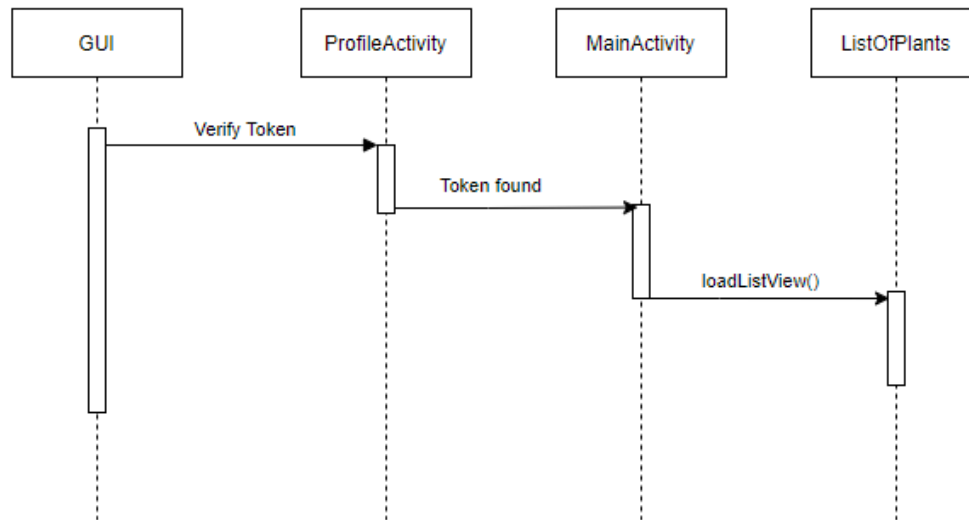 GUI
ProfileActivity
MainActivity
ListOfPlants
Verify Token
Token found
loadListView()